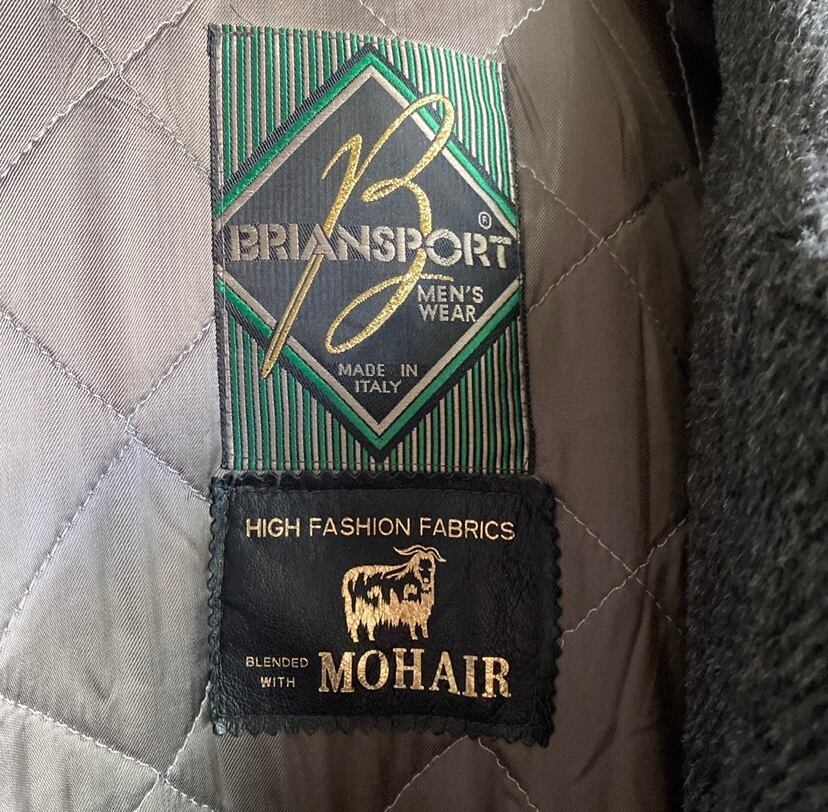 B
BRIANSPORT®
MEN'S
WEAR
MADE IN
ITALY
HIGH FASHION FABRICS
BLENDED
WITH
MOHAIR